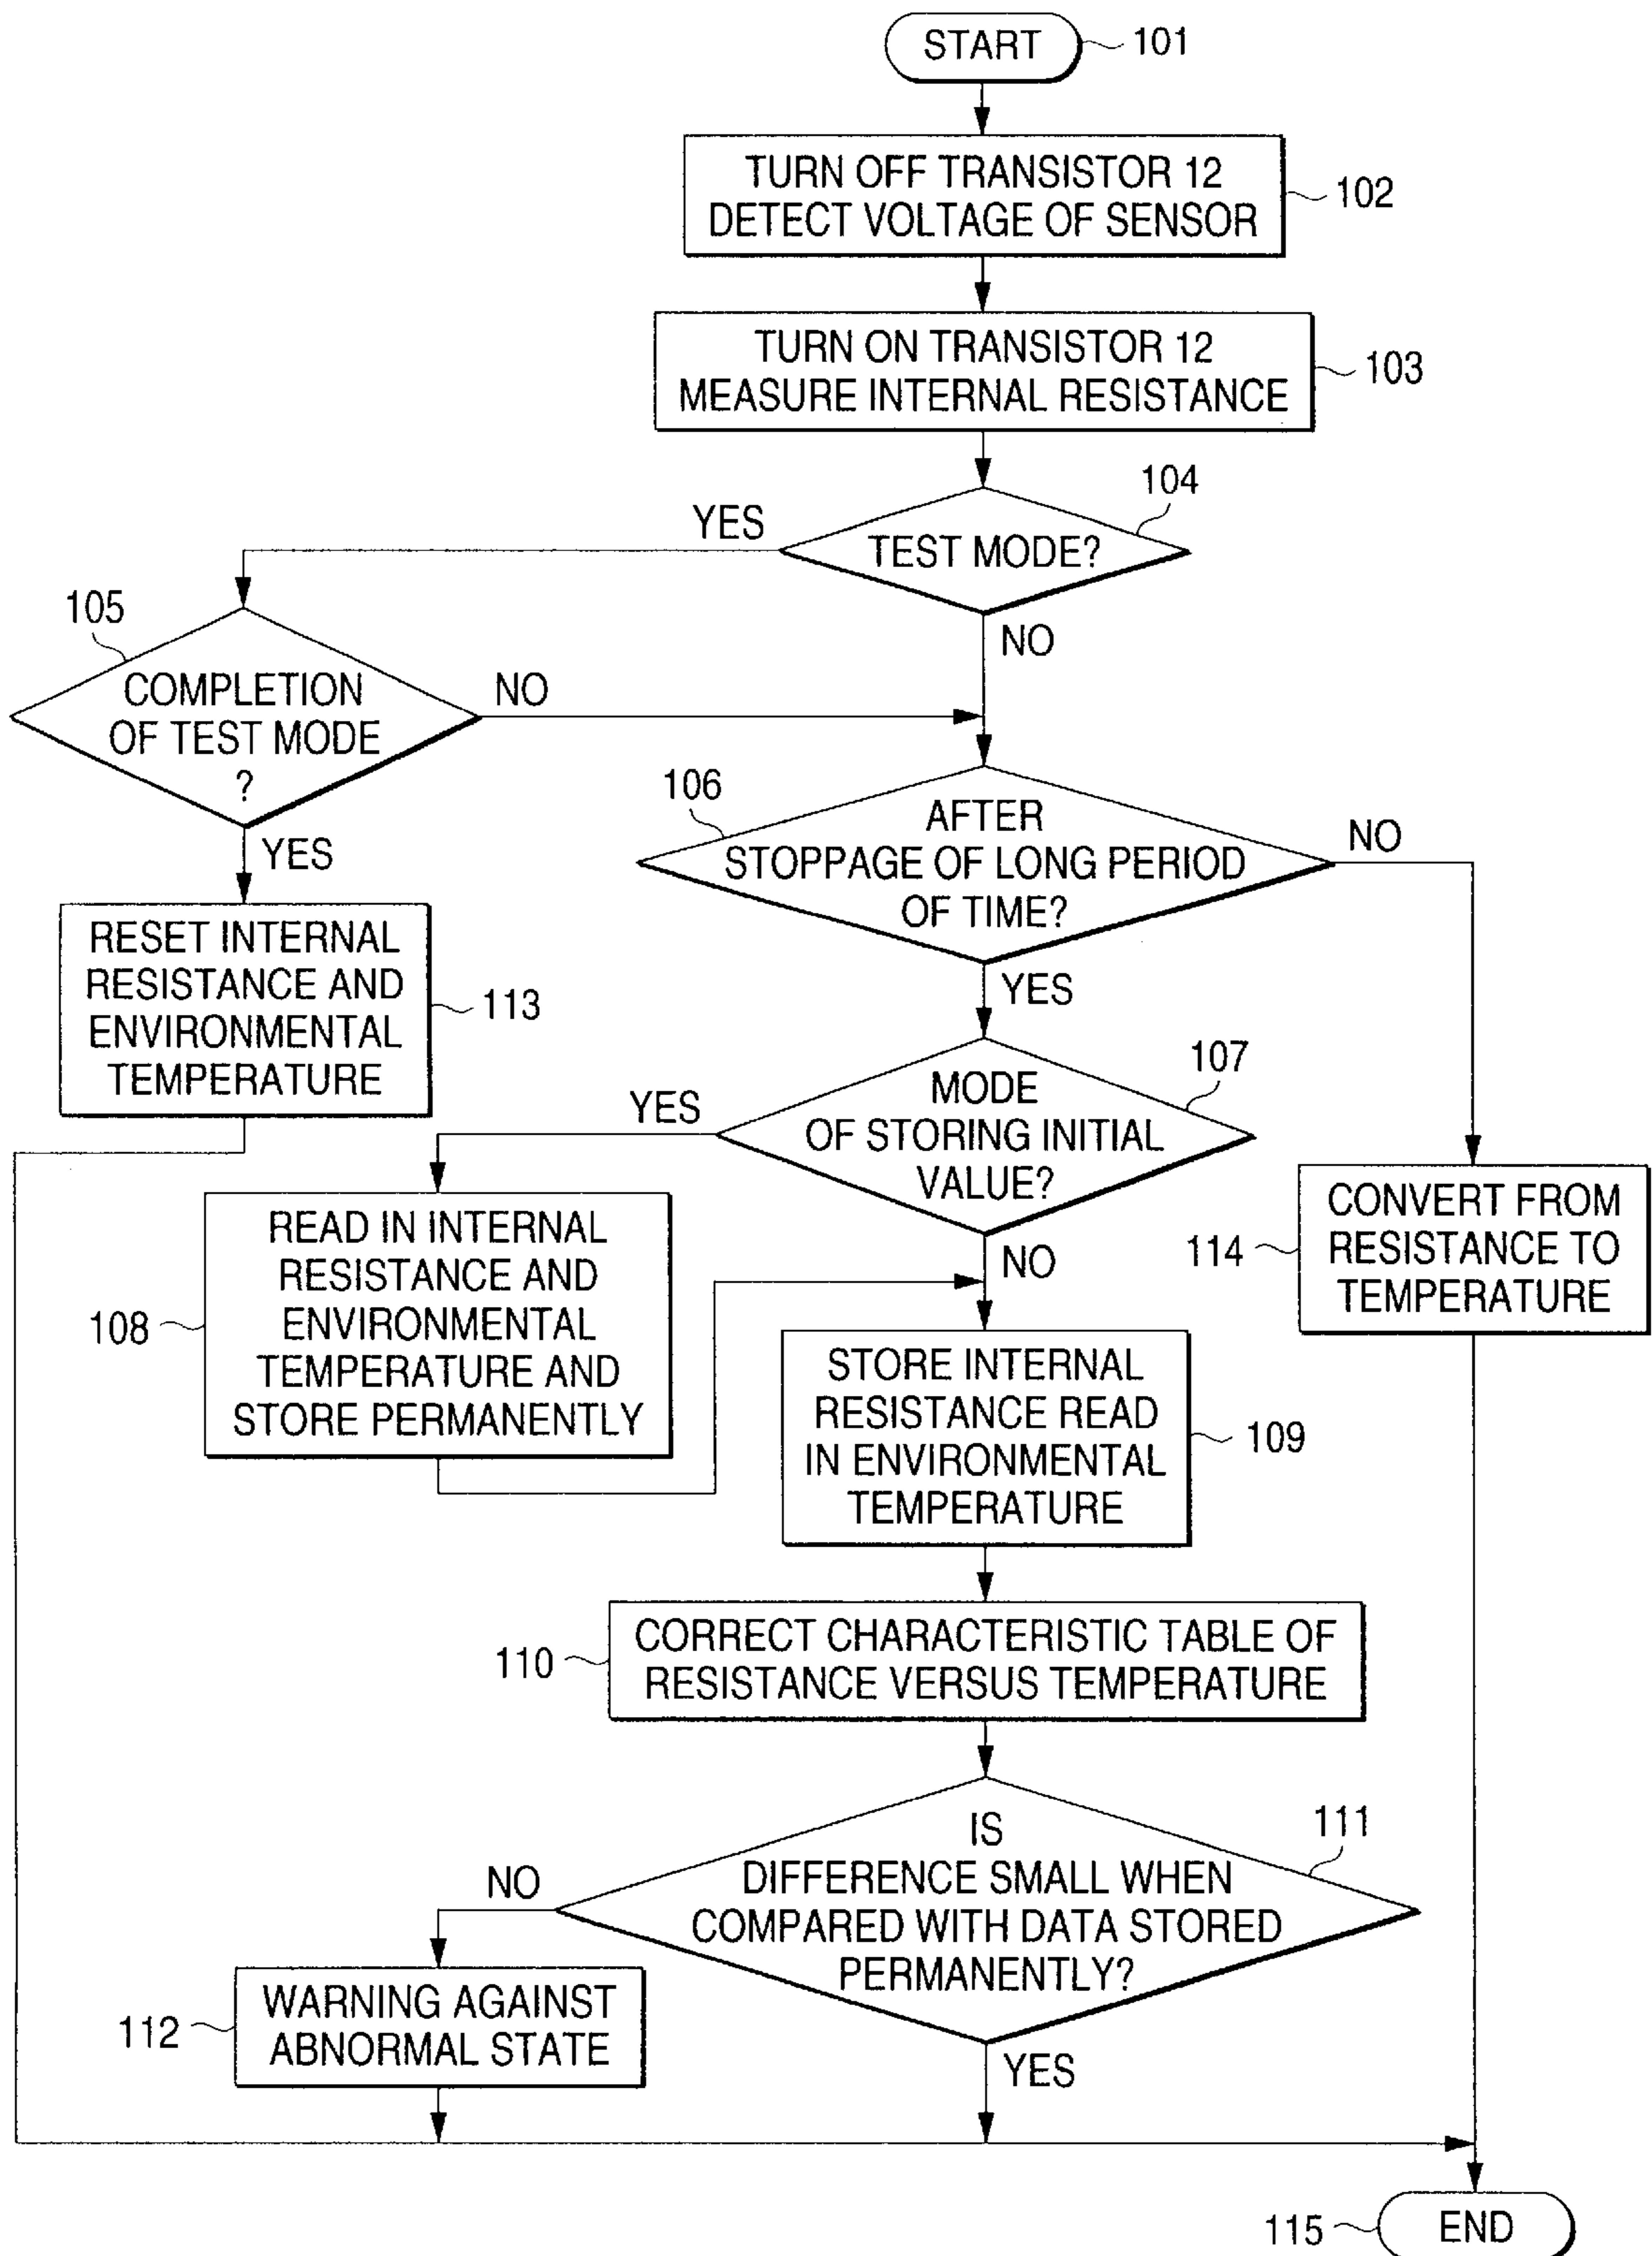 START
101
TURN OFF TRANSISTOR 12
DETECT VOLTAGE OF SENSOR
102
TURN ON TRANSISTOR 12
MEASURE INTERNAL RESISTANCE
103
104
YES
TEST MODE?
NO
105
COMPLETION
OF TEST MODE
?
NO
YES
106
AFTER
STOPPAGE OF LONG PERIOD
OF TIME?
NO
YES
RESET INTERNAL
RESISTANCE AND
ENVIRONMENTAL
TEMPERATURE
113
107
YES
MODE
OF STORING INITIAL
VALUE?
NO
READ IN INTERNAL
RESISTANCE AND
ENVIRONMENTAL
TEMPERATURE AND
STORE PERMANENTLY
108
CONVERT FROM
RESISTANCE TO
TEMPERATURE
114
STORE INTERNAL
RESISTANCE READ
IN ENVIRONMENTAL
TEMPERATURE
109
CORRECT CHARACTERISTIC TABLE OF
RESISTANCE VERSUS TEMPERATURE
110
111
IS
DIFFERENCE SMALL WHEN
COMPARED WITH DATA STORED
PERMANENTLY?
NO
YES
WARNING AGAINST
ABNORMAL STATE
112
115
END